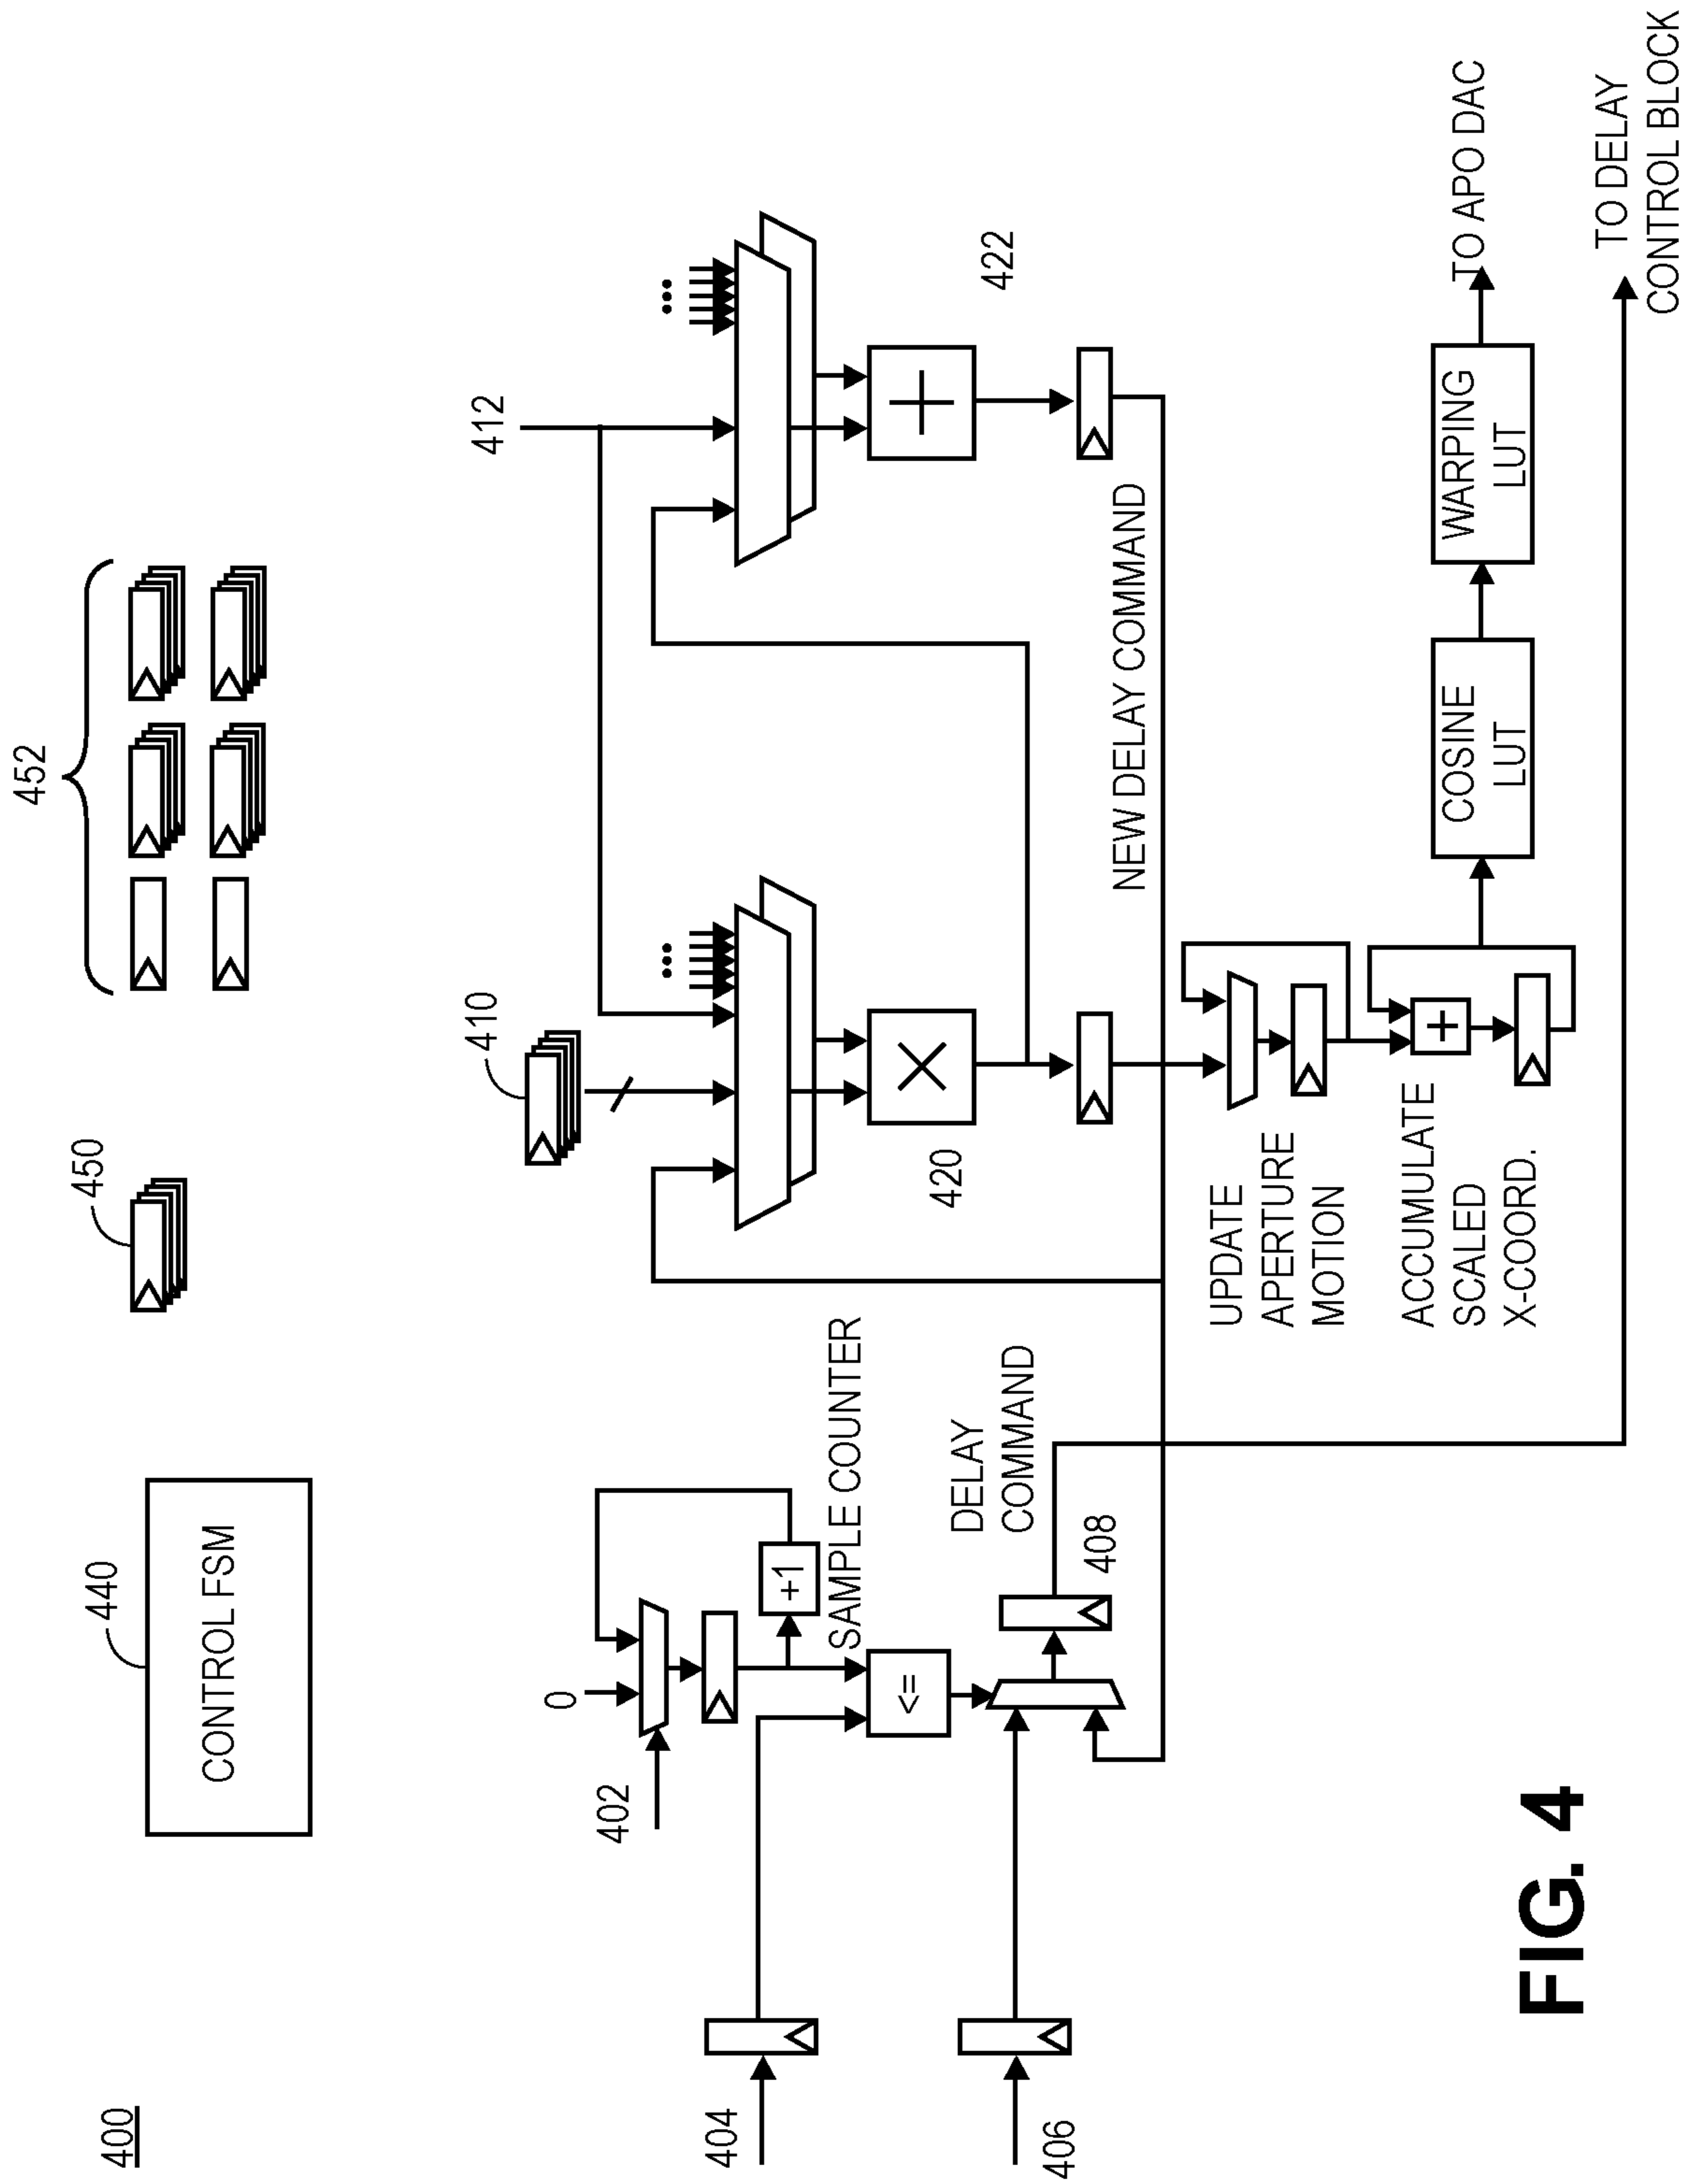 400
440
CONTROL FSM
450
452
402
0
+1
SAMPLE COUNTER
404
<=
406
DELAY
COMMAND
408
410
420
412
422
NEW DELAY COMMAND
UPDATE
APERTURE
MOTION
ACCUMULATE
SCALED
X-COORD.
+
COSINE
LUT
WARPING
LUT
TO APO DAC
TO DELAY
CONTROL BLOCK
FIG. 4